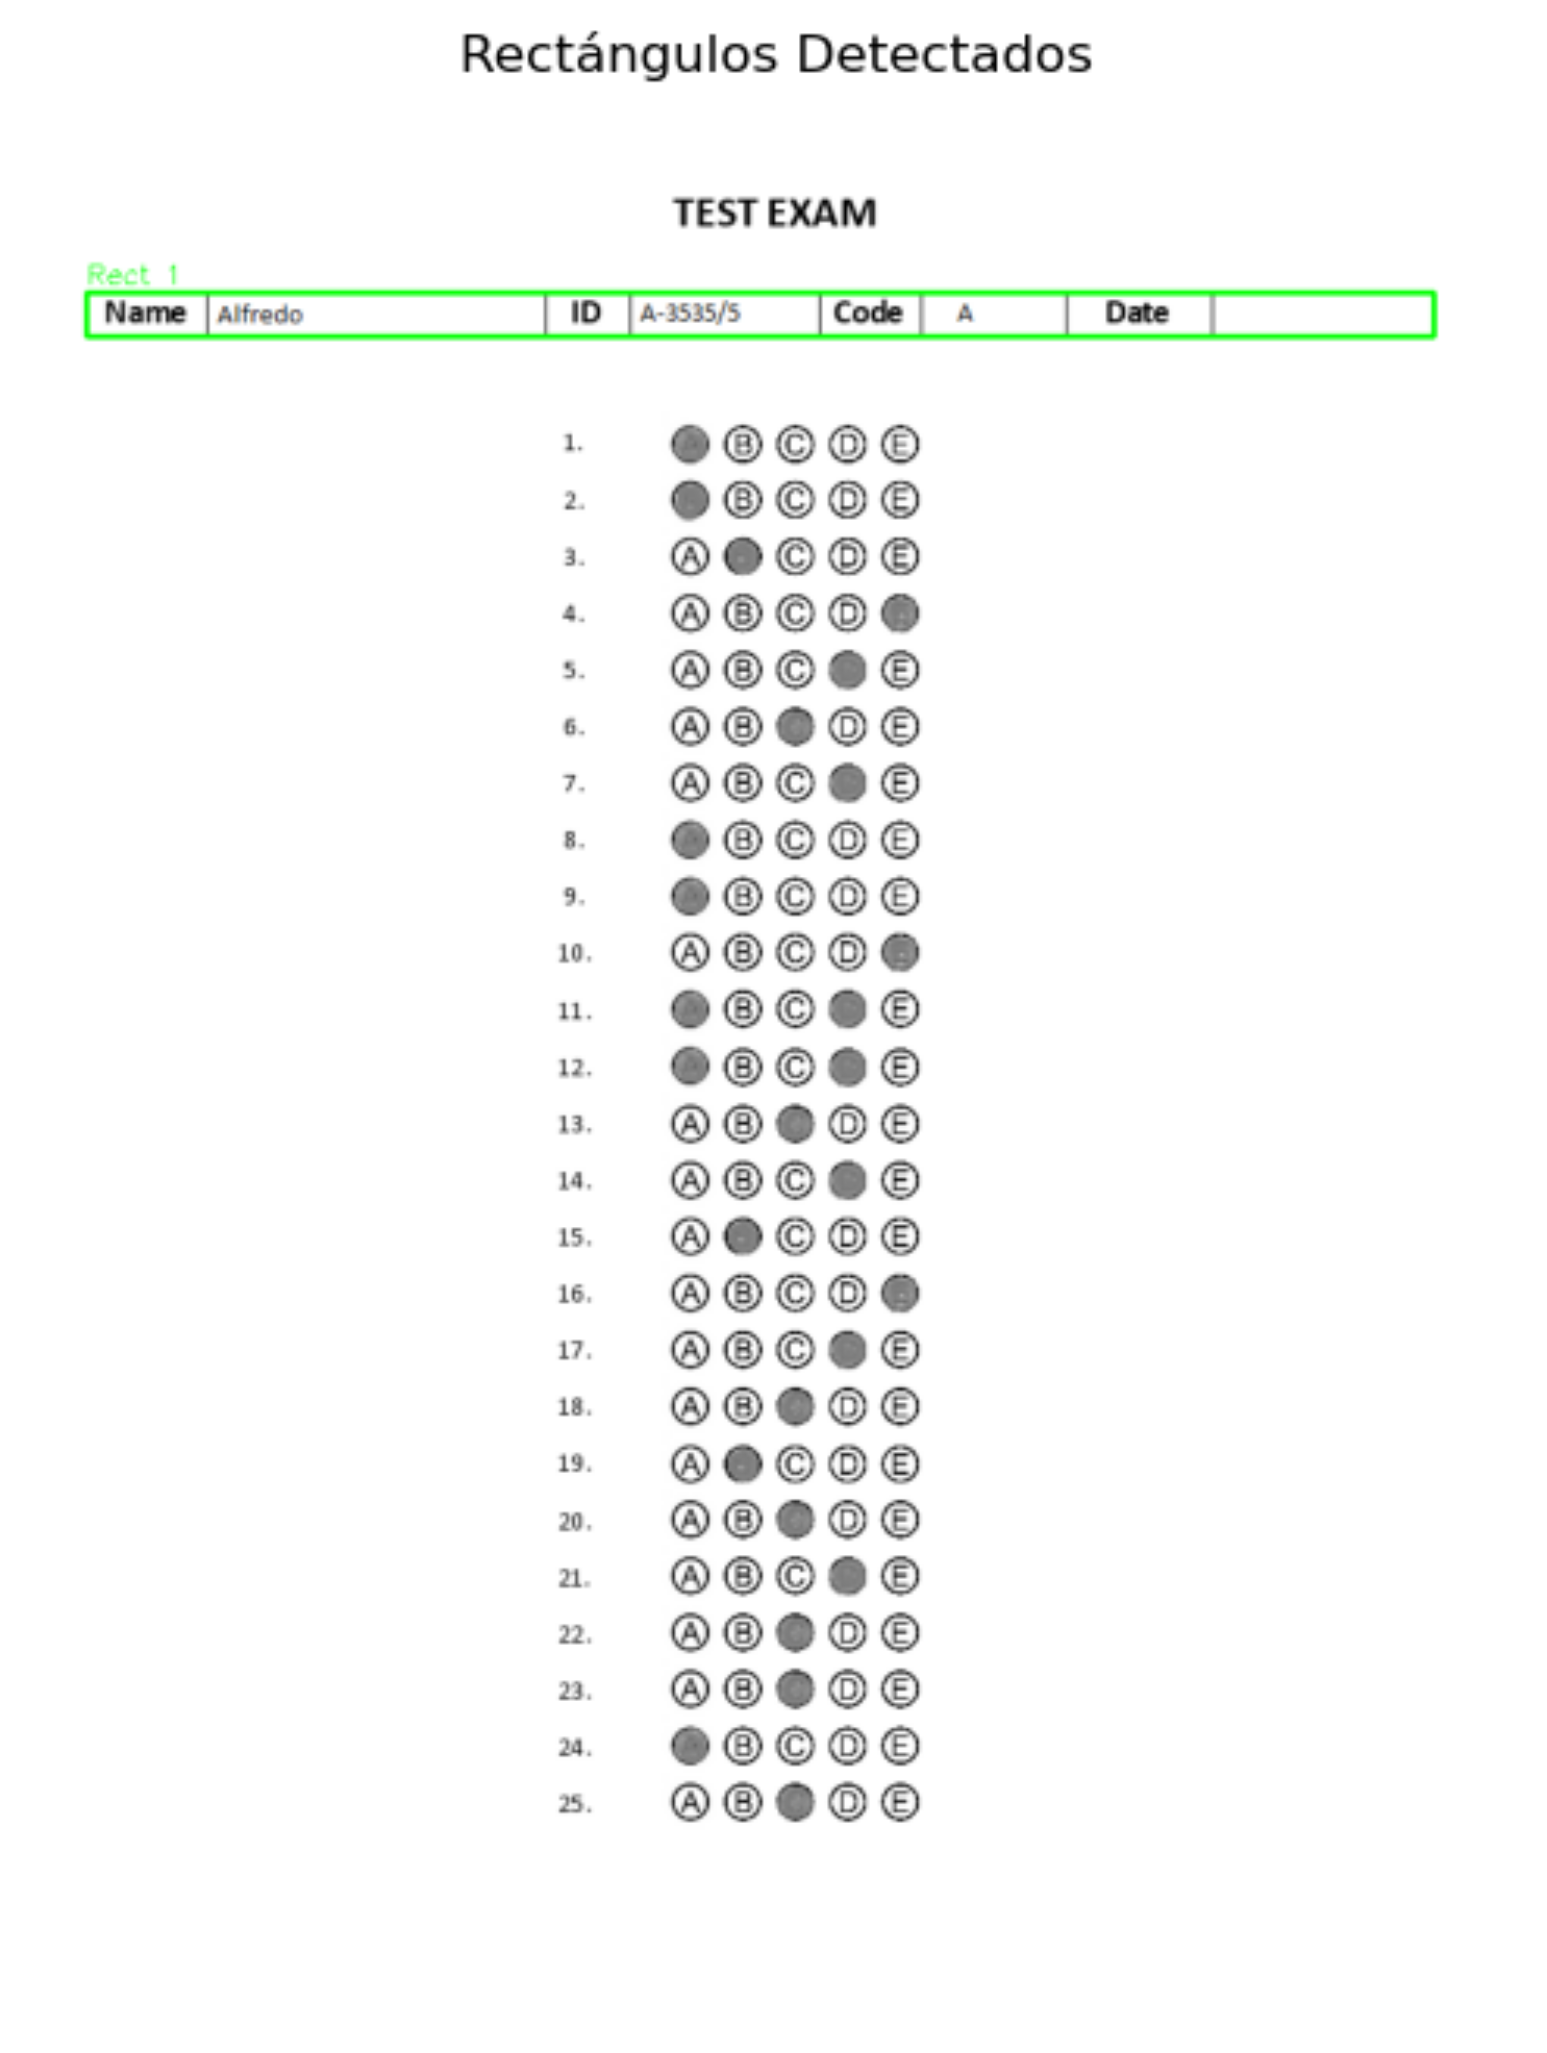 Rectángulos Detectados
TEST EXAM
Rect 1
Name Alfredo ID A-3535/5 Code A Date
1. B C D E
2. B C D E
3. A C D E
4. A B C D
5. A B C E
6. A B D E
7. A B C E
8. B C D E
9. B C D E
10. A B C D
11. B C E
12. B C E
13. A B D E
14. A B C E
15. A C D E
16. A B C D
17. A B C E
18. A B D E
19. A C D E
20. A B D E
21. A B C E
22. A B D E
23. A B D E
24. B C D E
25. A B D E